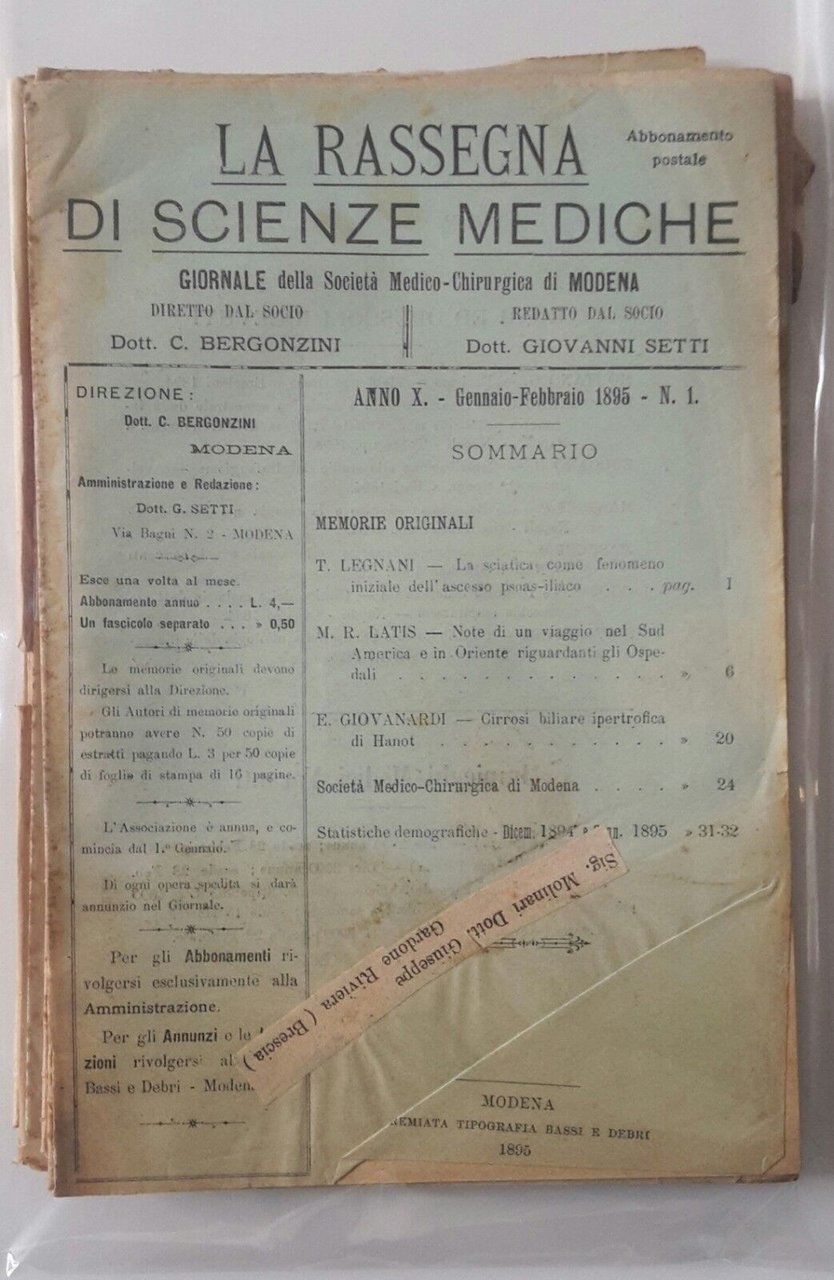 LA RASSEGNA
Abbonamento
postale
DI SCIENZE MEDICHE
GIORNALE della Società Medico-Chirurgica di MODENA
DIRETTO DAL SOCIO
Dott. C. BERGONZINI
REDATTO DAL SOCIO
Dott. GIOVANNI SETTI
DIREZIONE:
Dott. C. BERGONZINI
MODENA
Amministrazione e Redazione:
Dott. G. SETTI
Via Bagni N. 2 - MODENA
Esce una volta al mese.
Abbonamento annuo . . . . L. 4,—
Un fascicolo separato . . . » 0,50
Le memorie originali devono
dirigersi alla Direzione.
Gli Autori di memorie originali
potranno avere N. 50 copie di
estratti pagando L. 3 per 50 copie
di foglio di stampa di 16 pagine.
L'Associazione è annua, e co-
mincia dal 1.º Gennaio.
Di ogni opera spedita si darà
annunzio nel Giornale.
Per gli Abbonamenti ri-
volgersi esclusivamente alla
Amministrazione.
Per gli Annunzi e le
zioni rivolgersi al
Bassi e Debri - Moden
ANNO X. - Gennaio-Febbraio 1895 - N. 1.
SOMMARIO
MEMORIE ORIGINALI
T. LEGNANI — La sciatica come fenomeno
iniziale dell'ascesso psoas-iliaco . . . pag. 1
M. R. LATIS — Note di un viaggio nel Sud
America e in Oriente riguardanti gli Ospe-
dali . . . . . . . . . . . . . » 6
E. GIOVANARDI — Cirrosi biliare ipertrofica
di Hanot . . . . . . . . . . . » 20
Società Medico-Chirurgica di Modena . . . . » 24
Statistiche demografiche - Dicem. 1894 e n. 1895 » 31-32
Sig. Molinari Dott. Giuseppe
Gardone Riviera (Brescia)
MODENA
REMIATA TIPOGRAFIA BASSI E DEBRI
1895